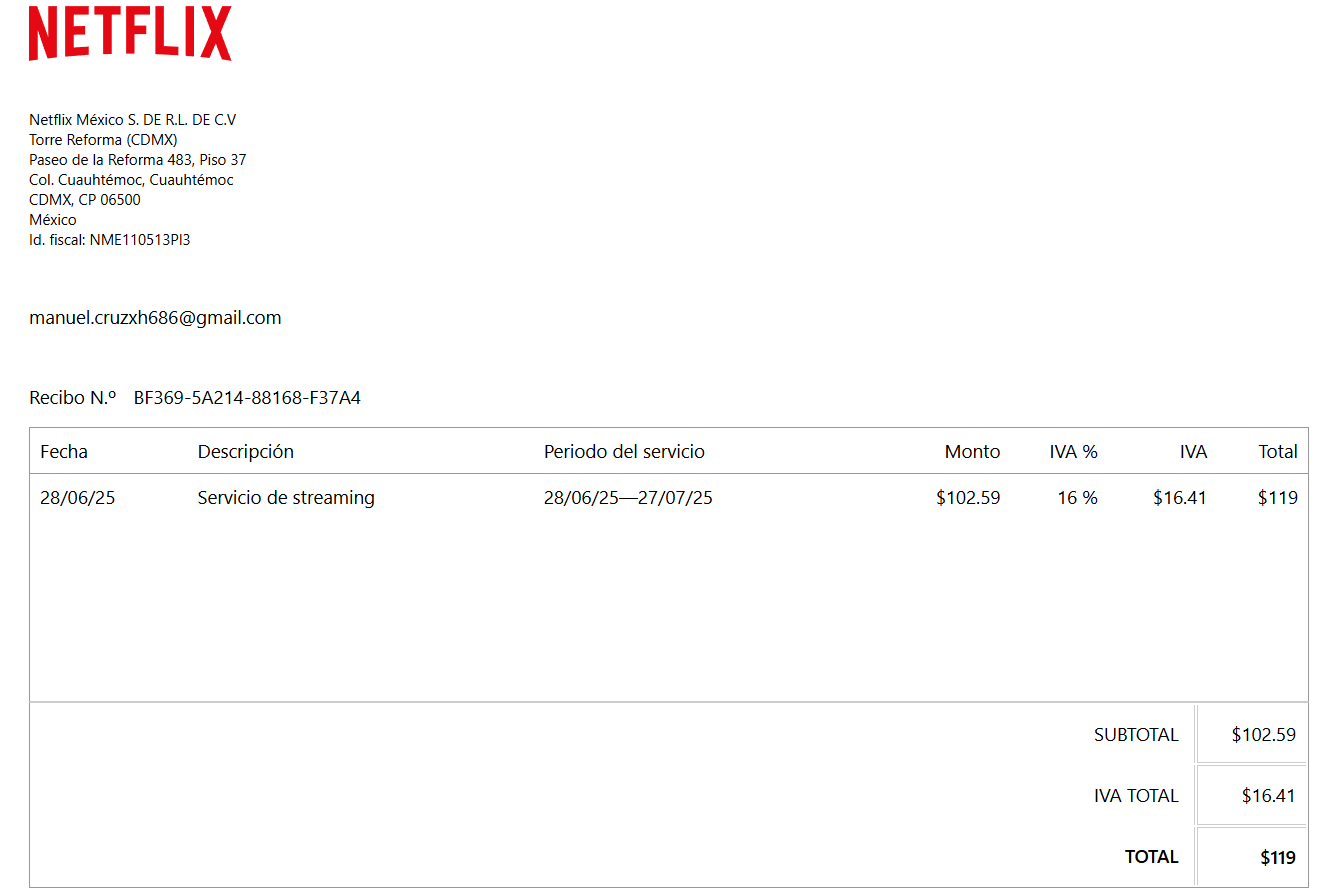 NETFLIX
Netflix México S. DE R.L. DE C.V
Torre Reforma (CDMX)
Paseo de la Reforma 483, Piso 37
Col. Cuauhtémoc, Cuauhtémoc
CDMX, CP 06500
México
Id. fiscal: NME110513PI3
manuel.cruzxh686@gmail.com
Recibo N.º BF369-5A214-88168-F37A4
Fecha Descripción Periodo del servicio Monto IVA % IVA Total
28/06/25 Servicio de streaming 28/06/25—27/07/25 $102.59 16 % $16.41 $119
SUBTOTAL $102.59
IVA TOTAL $16.41
TOTAL $119